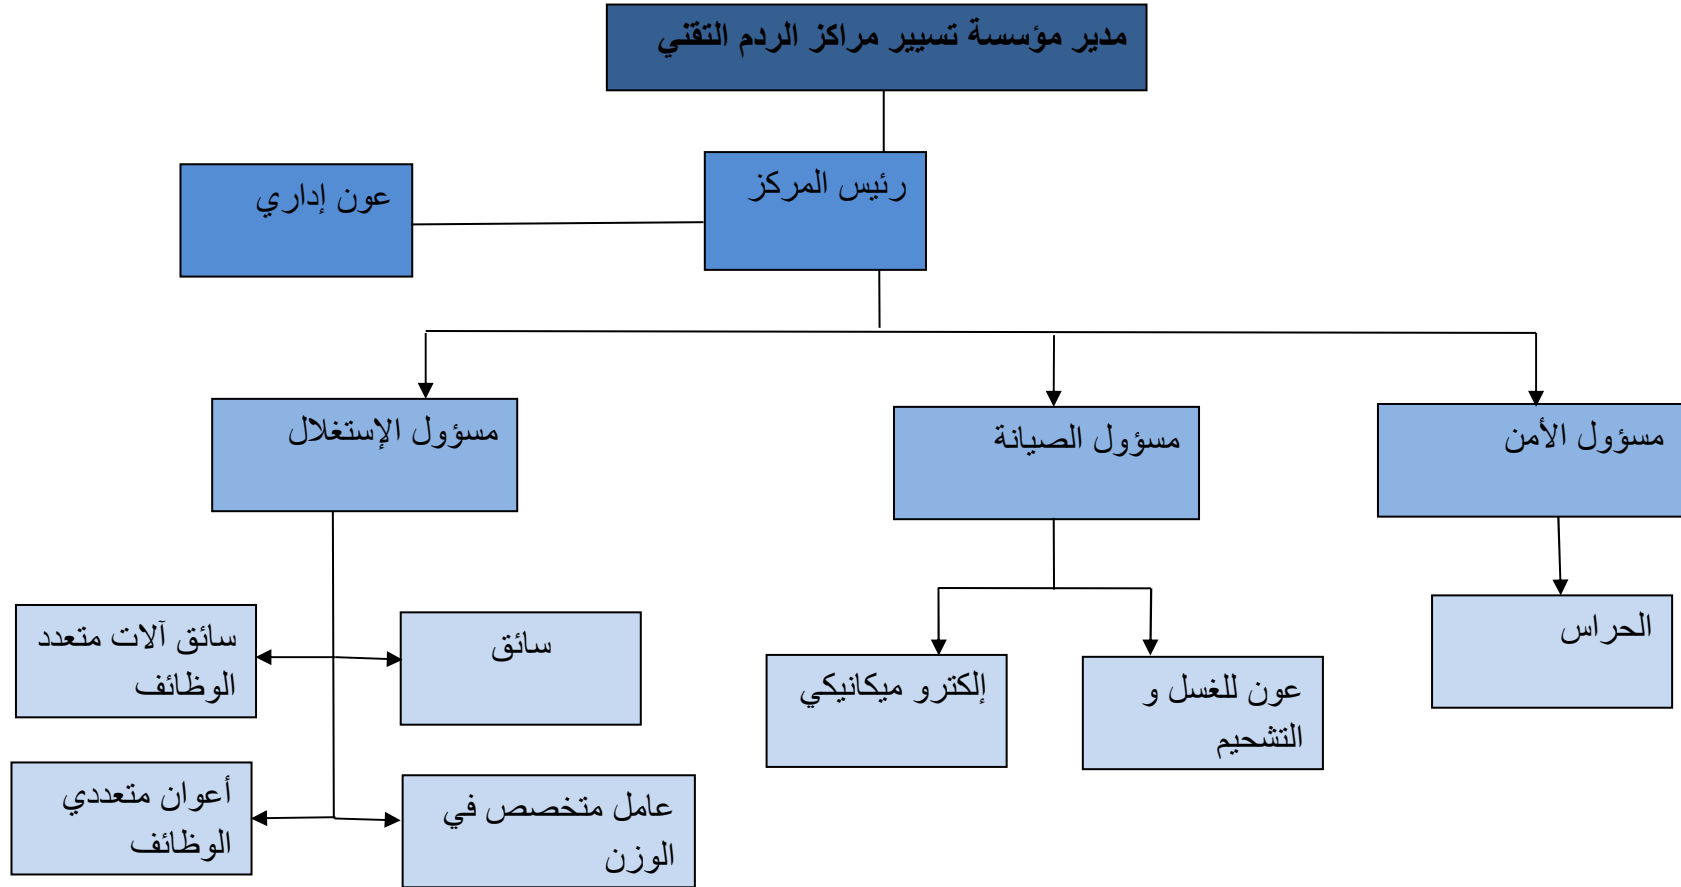 مدير مؤسسة تسيير مراكز الردم التقني
رئيس المركز
عون إداري
مسؤول الأمن
مسؤول الصيانة
مسؤول الإستغلال
الحراس
عون للغسل و
التشحيم
إلكترو ميكانيكي
سائق
سائق آلات متعدد
الوظائف
عامل متخصص في
الوزن
أعوان متعددي
الوظائف